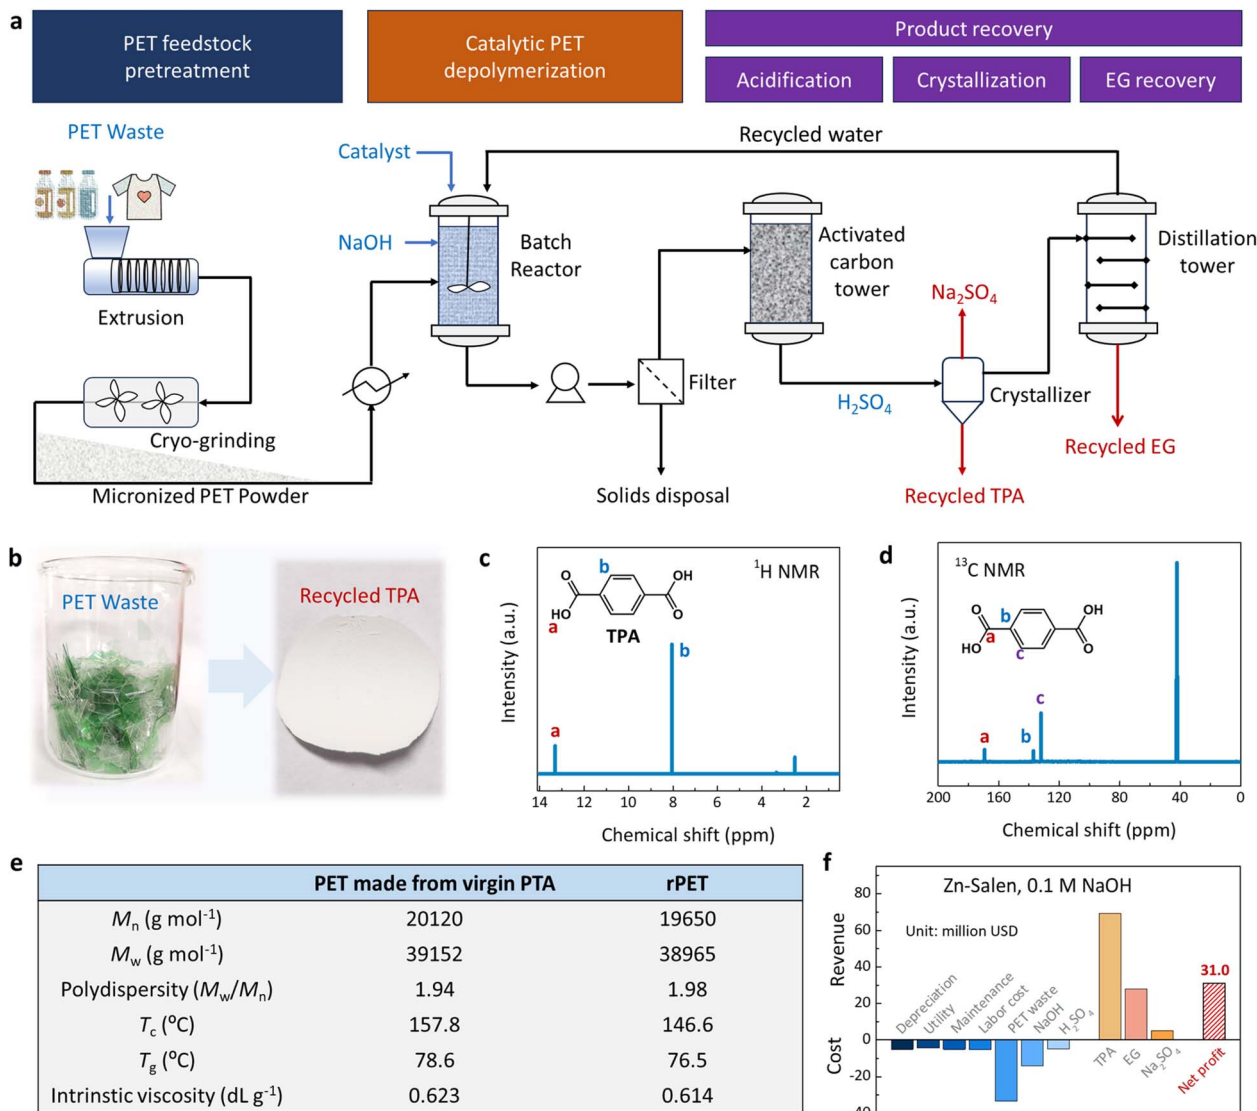 a
PET feedstock
pretreatment
Catalytic PET
depolymerization
Product recovery
Acidification
Crystallization
EG recovery
PET Waste
Extrusion
Cryo-grinding
Micronized PET Powder
Catalyst
NaOH
Batch
Reactor
Recycled water
Filter
Solids disposal
Activated
carbon
tower
H₂SO₄
Na₂SO₄
Crystallizer
Recycled TPA
Distillation
tower
Recycled EG
b
PET Waste
Recycled TPA
c
¹H NMR
b
O
OH
HO
O
a
TPA
b
a
Intensity (a.u.)
14 12 10 8 6 4 2
Chemical shift (ppm)
d
¹³C NMR
O
b
OH
HO
a
O
c
c
a
b
Intensity (a.u.)
200 160 120 80 40 0
Chemical shift (ppm)
e
PET made from virgin PTA rPET
Mn (g mol⁻¹) 20120 19650
Mw (g mol⁻¹) 39152 38965
Polydispersity (Mw/Mn) 1.94 1.98
Tc (ºC) 157.8 146.6
Tg (ºC) 78.6 76.5
Intrinstic viscosity (dL g⁻¹) 0.623 0.614
f
Zn-Salen, 0.1 M NaOH
Unit: million USD
Revenue
Cost
80
60
40
20
0
-20
-40
Depreciation
Utility
Maintenance
Labor cost
PET waste
NaOH
H₂SO₄
TPA
EG
Na₂SO₄
31.0
Net profit